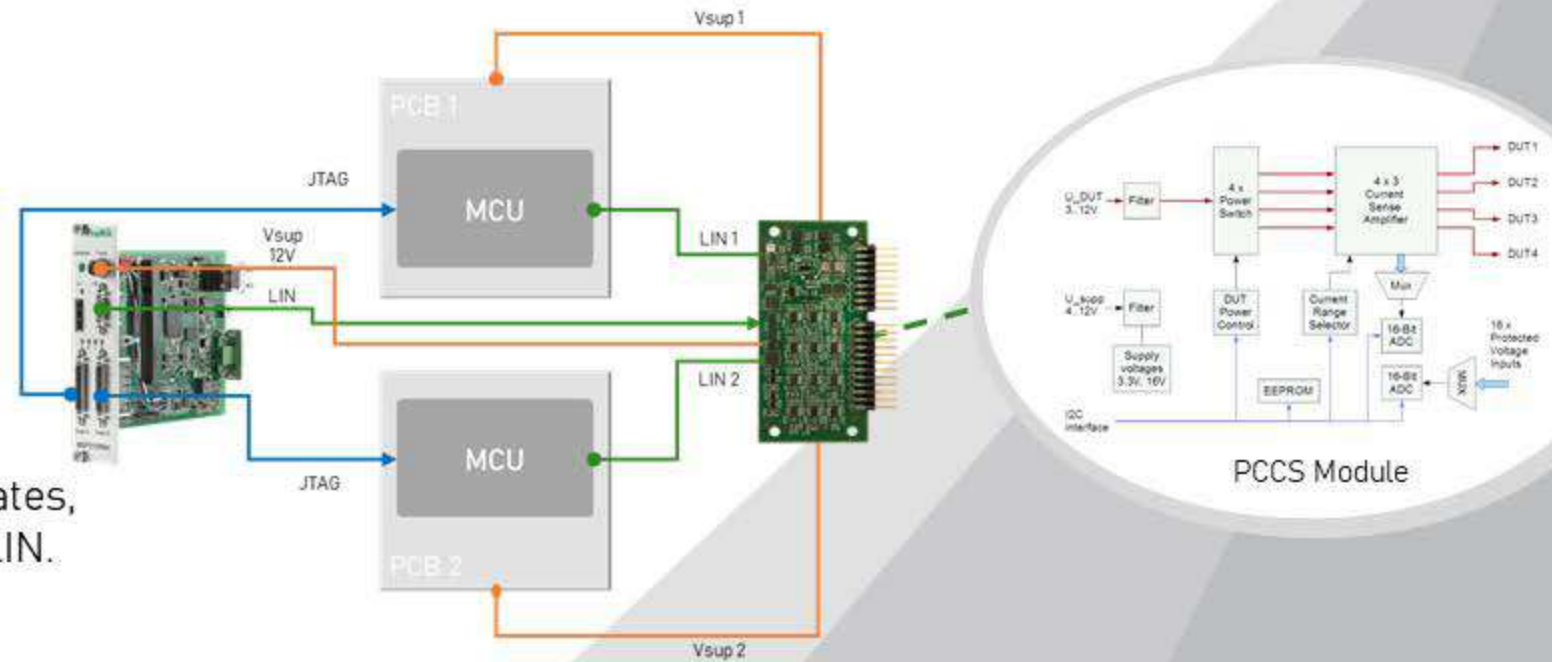 Vsup 1
PCB 1
JTAG
MCU
Vsup
12V
LIN 1
LIN
LIN 2
MCU
JTAG
PCB 2
Vsup 2
ates,
LIN.
U_DUT
3..12V
Filter
4 x
Power
Switch
4 x 3
Current
Sense
Amplifier
DUT1
DUT2
DUT3
DUT4
Mux
U_supp
4..12V
Filter
DUT
Power
Control
Current
Range
Selector
16-Bit
ADC
16 x
Protected
Voltage
Inputs
Supply
voltages
3.3V, 16V
EEPROM
16-Bit
ADC
MUX
I2C
interface
PCCS Module